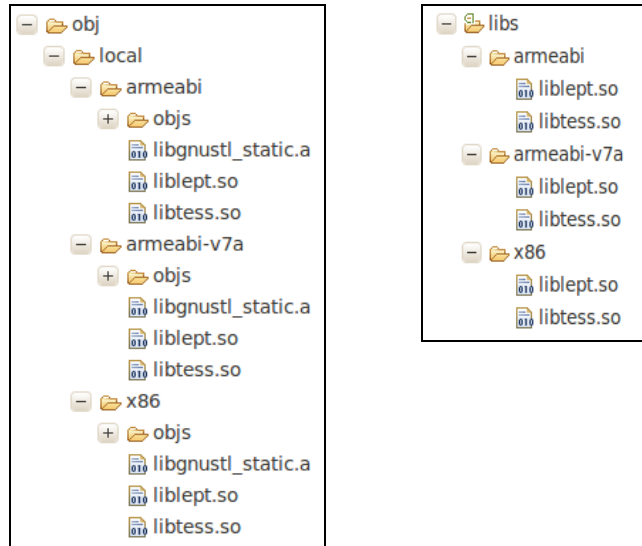 obj
local
armeabi
objs
libgnustl_static.a
liblept.so
libtess.so
armeabi-v7a
objs
libgnustl_static.a
liblept.so
libtess.so
x86
objs
libgnustl_static.a
liblept.so
libtess.so
libs
armeabi
liblept.so
libtess.so
armeabi-v7a
liblept.so
libtess.so
x86
liblept.so
libtess.so